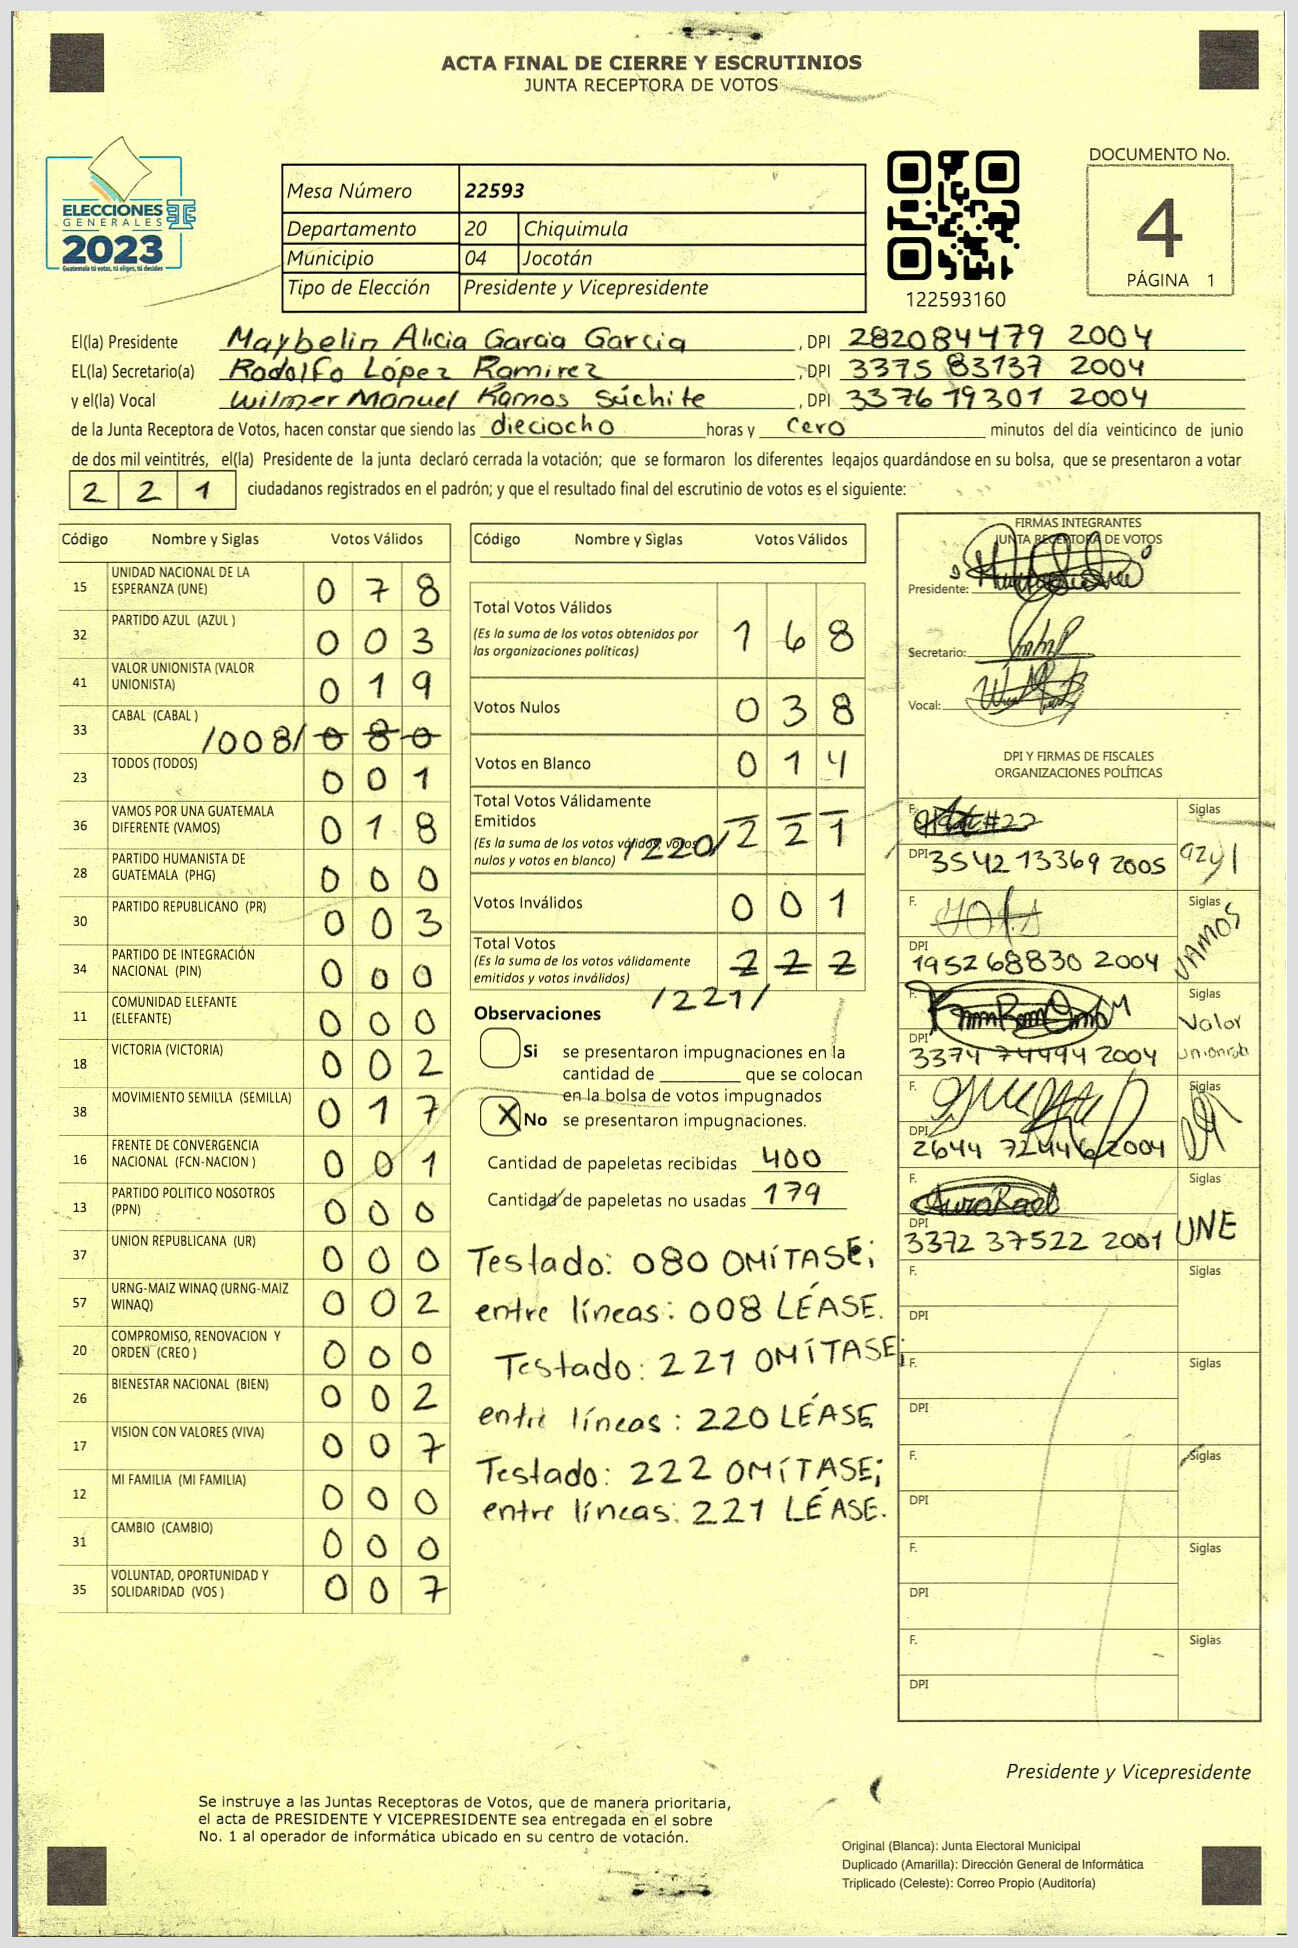 ACTA FINAL DE CIERRE Y ESCRUTINIOS
JUNTA RECEPTORA DE VOTOS
ELECCIONES
GENERALES
2023
Guatemala tú votas, tú eliges, tú decides
Mesa Número 22593
Departamento 20 Chiquimula
Municipio 04 Jocotán
Tipo de Elección Presidente y Vicepresidente
122593160
DOCUMENTO No.
4
PÁGINA 1
El(la) Presidente Maybelin Alicia Garcia Garcia, DPI 282084479 2004
EL(la) Secretario(a) Rodolfo López Ramirez, DPI 3375 83137 2004
y el(la) Vocal Wilmer Manuel Ramos Súchite, DPI 3376 19301 2004
de la Junta Receptora de Votos, hacen constar que siendo las dieciocho horas y cero minutos del día veinticinco de junio
de dos mil veintitrés, el(la) Presidente de la junta declaró cerrada la votación; que se formaron los diferentes legajos quardándose en su bolsa, que se presentaron a votar
2 2 1 ciudadanos registrados en el padrón; y que el resultado final del escrutinio de votos es el siguiente:
Código Nombre y Siglas Votos Válidos
15 UNIDAD NACIONAL DE LA ESPERANZA (UNE) 0 7 8
32 PARTIDO AZUL (AZUL ) 0 0 3
41 VALOR UNIONISTA (VALOR UNIONISTA) 0 1 9
33 CABAL (CABAL ) /008/ 0 8 0
23 TODOS (TODOS) 0 0 1
36 VAMOS POR UNA GUATEMALA DIFERENTE (VAMOS) 0 1 8
28 PARTIDO HUMANISTA DE GUATEMALA (PHG) 0 0 0
30 PARTIDO REPUBLICANO (PR) 0 0 3
34 PARTIDO DE INTEGRACIÓN NACIONAL (PIN) 0 0 0
11 COMUNIDAD ELEFANTE (ELEFANTE) 0 0 0
18 VICTORIA (VICTORIA) 0 0 2
38 MOVIMIENTO SEMILLA (SEMILLA) 0 1 7
16 FRENTE DE CONVERGENCIA NACIONAL (FCN-NACION ) 0 0 1
13 PARTIDO POLITICO NOSOTROS (PPN) 0 0 0
37 UNION REPUBLICANA (UR) 0 0 0
57 URNG-MAIZ WINAQ (URNG-MAIZ WINAQ) 0 0 2
20 COMPROMISO, RENOVACION Y ORDEN (CREO ) 0 0 0
26 BIENESTAR NACIONAL (BIEN) 0 0 2
17 VISION CON VALORES (VIVA) 0 0 7
12 MI FAMILIA (MI FAMILIA) 0 0 0
31 CAMBIO (CAMBIO) 0 0 0
35 VOLUNTAD, OPORTUNIDAD Y SOLIDARIDAD (VOS ) 0 0 7
Código Nombre y Siglas Votos Válidos
Total Votos Válidos 1 6 8
(Es la suma de los votos obtenidos por
las organizaciones políticas)
Votos Nulos 0 3 8
Votos en Blanco 0 1 4
Total Votos Válidamente
Emitidos
(Es la suma de los votos válidos, votos
nulos y votos en blanco) /220/ 2 2 1
Votos Inválidos 0 0 1
Total Votos
(Es la suma de los votos válidamente
emitidos y votos inválidos) 2 2 2
/221/
Observaciones
Si se presentaron impugnaciones en la
cantidad de ________ que se colocan
en la bolsa de votos impugnados
X No se presentaron impugnaciones.
Cantidad de papeletas recibidas 400
Cantidad de papeletas no usadas 179
Testado: 080 OMÍTASE;
entre líneas: 008 LÉASE.
Testado: 221 OMÍTASE;
entre líneas: 220 LÉASE
Testado: 222 OMÍTASE;
entre líneas: 221 LÉASE.
FIRMAS INTEGRANTES
JUNTA RECEPTORA DE VOTOS
Presidente:
Secretario:
Vocal:
DPI Y FIRMAS DE FISCALES
ORGANIZACIONES POLÍTICAS
F. Siglas
DPI 3542 13369 2005 azul
F. Siglas
DPI 1952 68830 2004 VAMOS
F. Siglas
DPI 3374 74494 2004 Valor unionista
F. Siglas
DPI 2644 72446 2004
F. Siglas
DPI 3372 37522 2001 UNE
F. Siglas
DPI
F. Siglas
DPI
F. Siglas
DPI
F. Siglas
DPI
F. Siglas
DPI
Presidente y Vicepresidente
Se instruye a las Juntas Receptoras de Votos, que de manera prioritaria,
el acta de PRESIDENTE Y VICEPRESIDENTE sea entregada en el sobre
No. 1 al operador de informática ubicado en su centro de votación.
Original (Blanca): Junta Electoral Municipal
Duplicado (Amarilla): Dirección General de Informática
Triplicado (Celeste): Correo Propio (Auditoría)